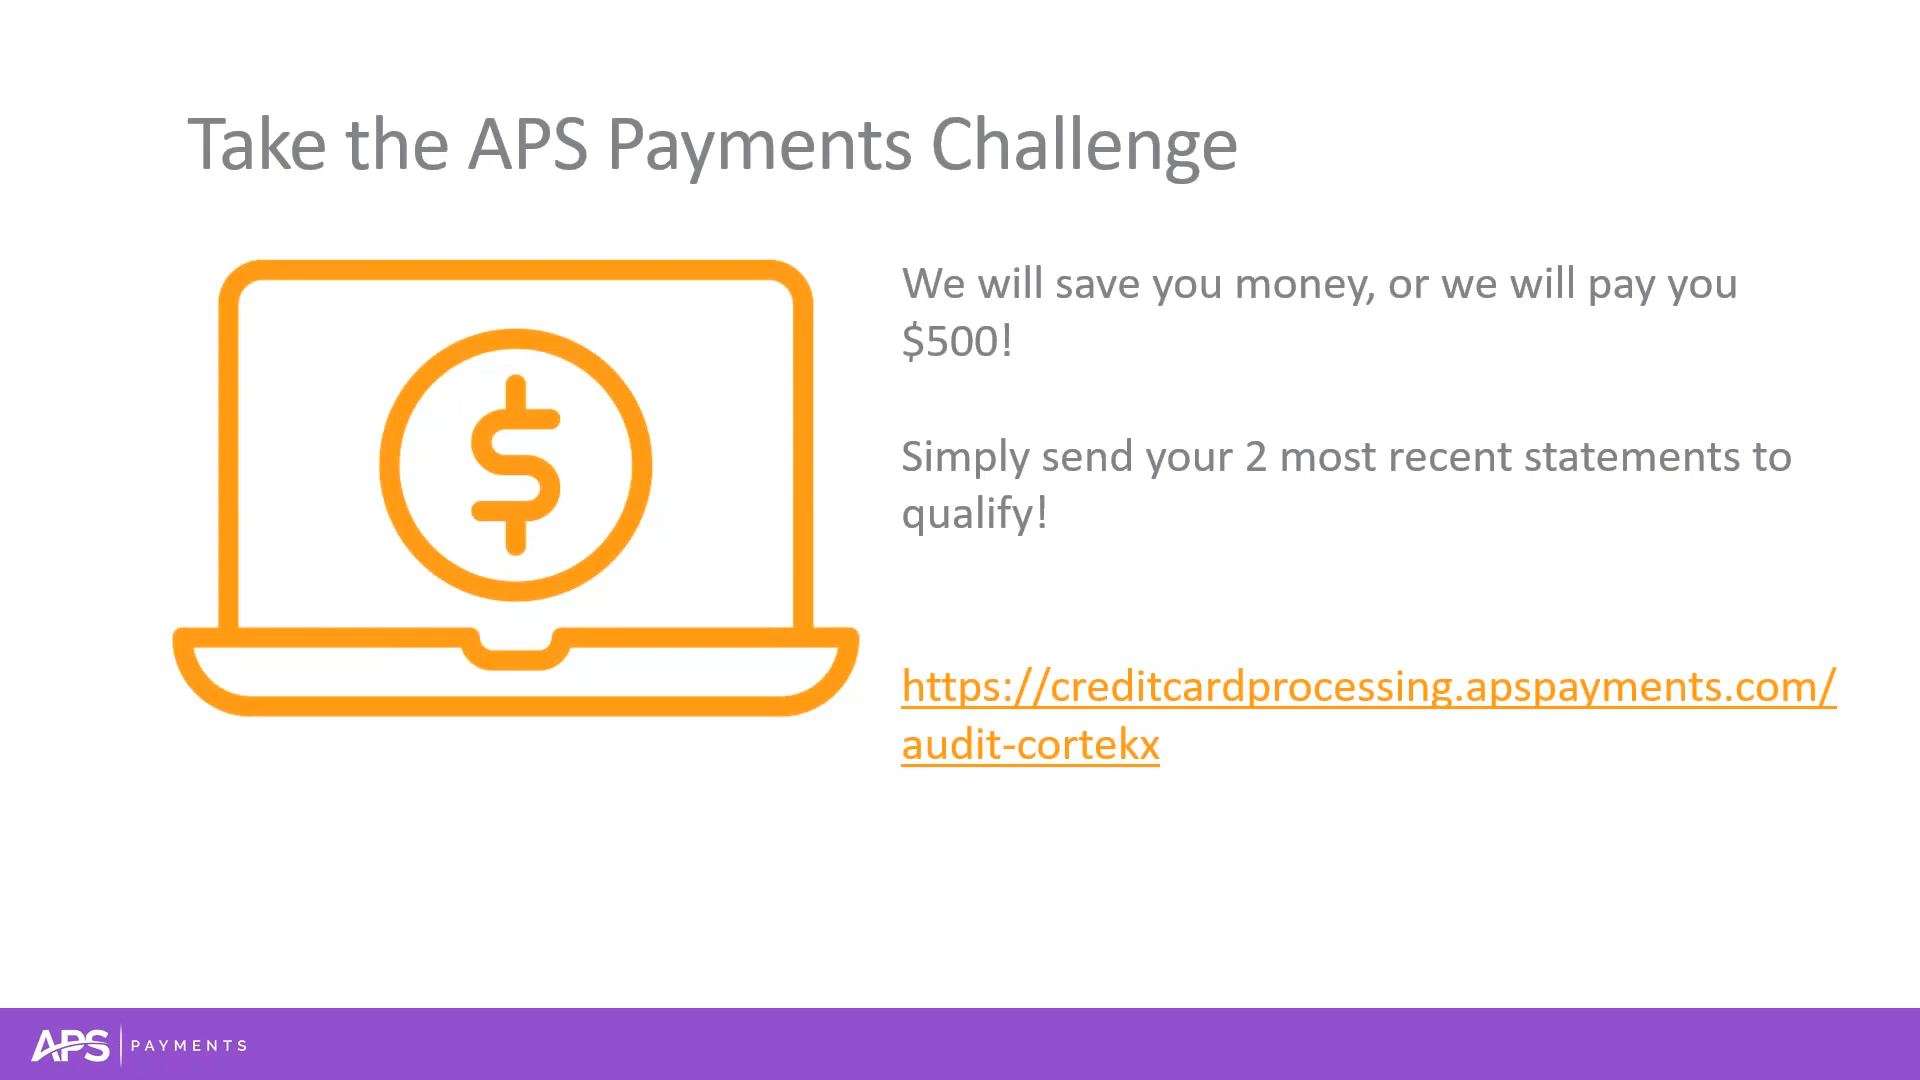 Take the APS Payments Challenge
We will save you money, or we will pay you
$500!
Simply send your 2 most recent statements to
qualify!
https://creditcardprocessing.apspayments.com/
audit-cortekx
APS PAYMENTS